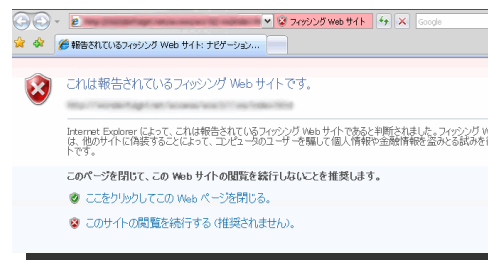 フィッシング Web サイト
Google
報告されているフィッシング Web サイト: ナビゲーション...
これは報告されているフィッシング Web サイトです。
Internet Explorer によって、これは報告されているフィッシング Web サイトであると判断されました。フィッシング W
は、他のサイトに偽装することによって、コンピュータのユーザーを騙して個人情報や金融情報を盗みとる試みを
トです。
このページを閉じて、この Web サイトの閲覧を続行しないことを推奨します。
ここをクリックしてこの Web ページを閉じる。
このサイトの閲覧を続行する (推奨されません)。